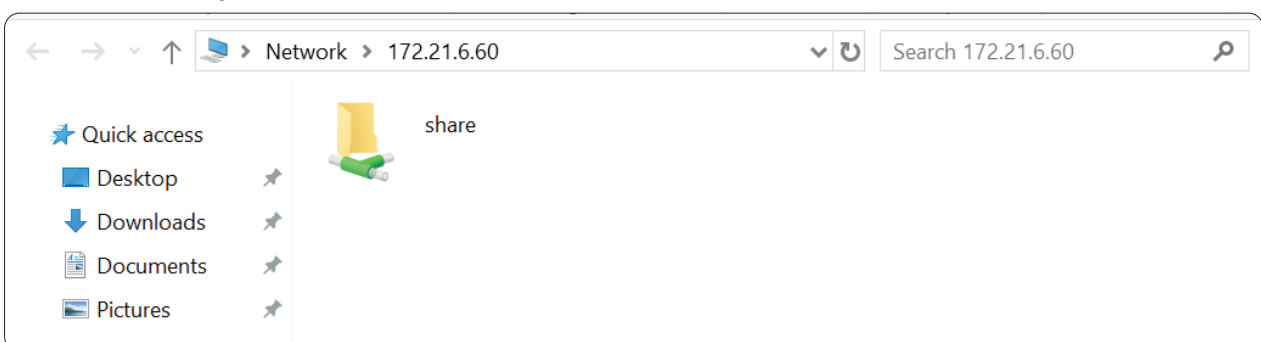 Network > 172.21.6.60
Search 172.21.6.60
Quick access
share
Desktop
Downloads
Documents
Pictures